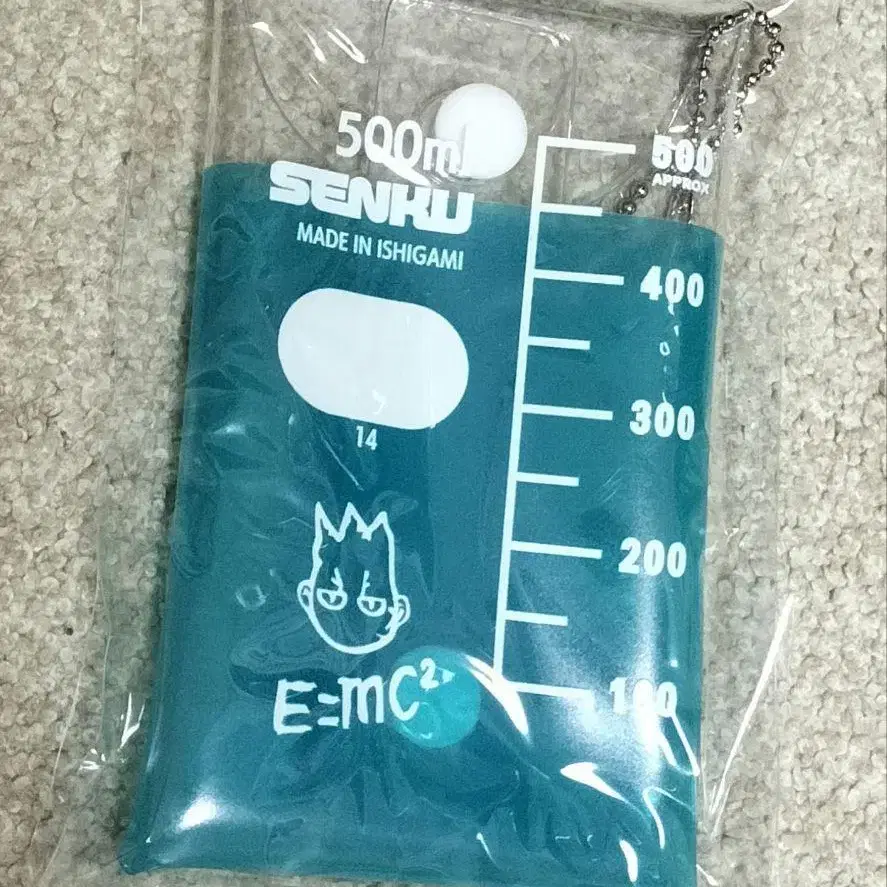 500ml
SENKU
MADE IN ISHIGAMI
14
E=mC²
500
APPROX
400
300
200
100